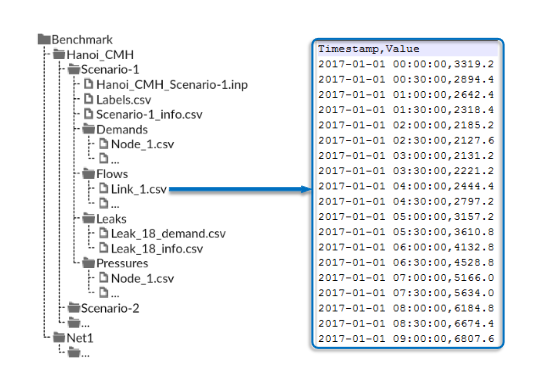 Benchmark
Hanoi_CMH
Scenario-1
Hanoi_CMH_Scenario-1.inp
Labels.csv
Scenario-1_info.csv
Demands
Node_1.csv
...
Flows
Link_1.csv
...
Leaks
Leak_18_demand.csv
Leak_18_info.csv
Pressures
Node_1.csv
...
Scenario-2
...
Net1
...
Timestamp,Value
2017-01-01 00:00:00,3319.2
2017-01-01 00:30:00,2894.4
2017-01-01 01:00:00,2642.4
2017-01-01 01:30:00,2318.4
2017-01-01 02:00:00,2185.2
2017-01-01 02:30:00,2127.6
2017-01-01 03:00:00,2131.2
2017-01-01 03:30:00,2221.2
2017-01-01 04:00:00,2444.4
2017-01-01 04:30:00,2797.2
2017-01-01 05:00:00,3157.2
2017-01-01 05:30:00,3610.8
2017-01-01 06:00:00,4132.8
2017-01-01 06:30:00,4528.8
2017-01-01 07:00:00,5166.0
2017-01-01 07:30:00,5634.0
2017-01-01 08:00:00,6184.8
2017-01-01 08:30:00,6674.4
2017-01-01 09:00:00,6807.6